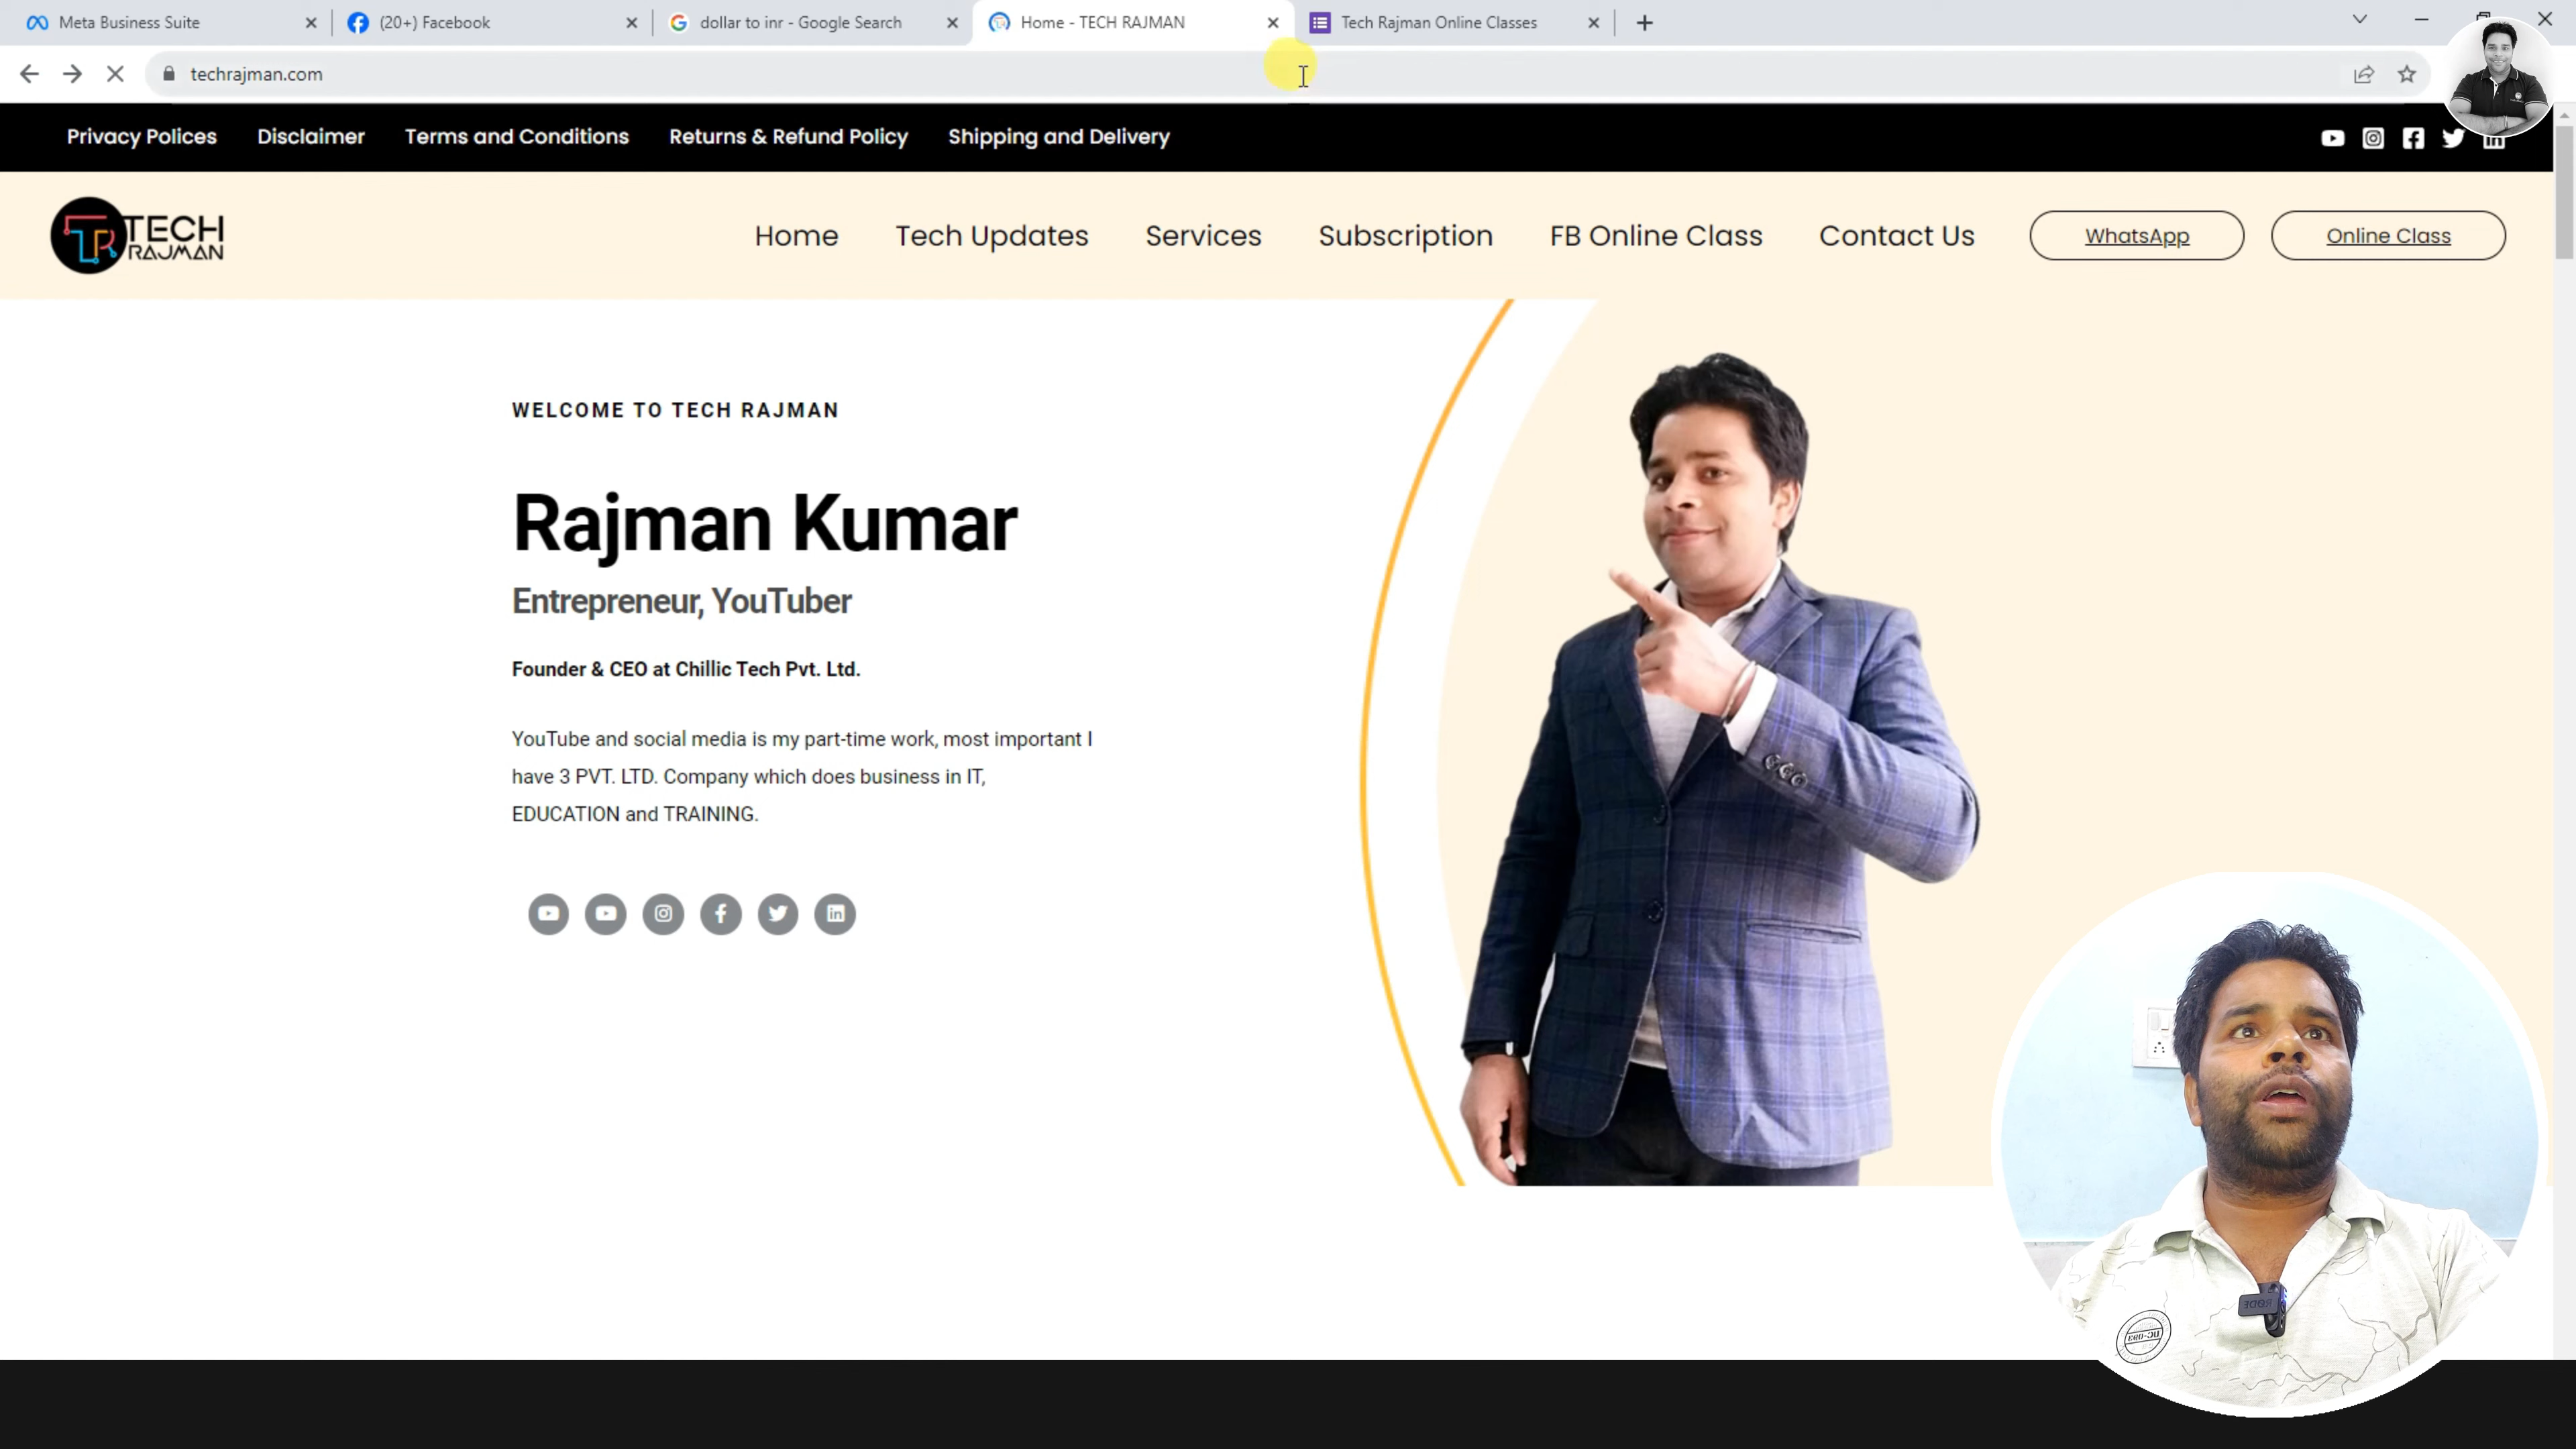 Meta Business Suite
(20+) Facebook
dollar to inr - Google Search
Home - TECH RAJMAN
Tech Rajman Online Classes
techrajman.com
Privacy Polices
Disclaimer
Terms and Conditions
Returns & Refund Policy
Shipping and Delivery
TECH
RAJMAN
Home
Tech Updates
Services
Subscription
FB Online Class
Contact Us
WhatsApp
Online Class
WELCOME TO TECH RAJMAN
Rajman Kumar
Entrepreneur, YouTuber
Founder & CEO at Chillic Tech Pvt. Ltd.
YouTube and social media is my part-time work, most important I
have 3 PVT. LTD. Company which does business in IT,
EDUCATION and TRAINING.
RØDE